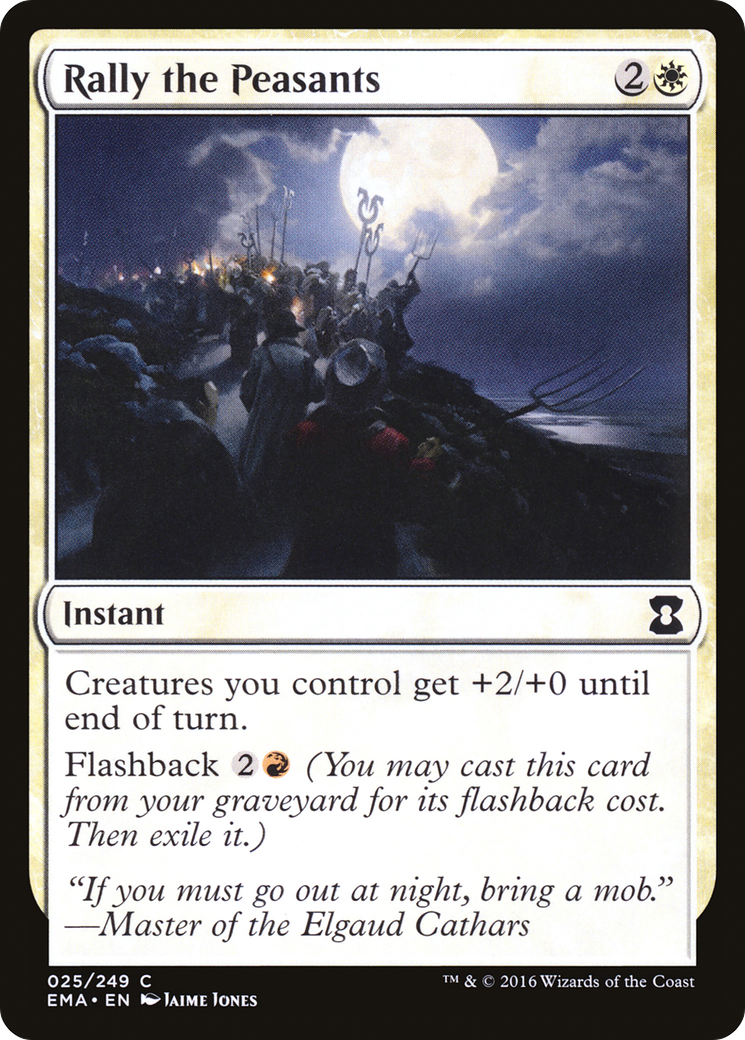 Rally the Peasants 2
Instant
Creatures you control get +2/+0 until
end of turn.
Flashback 2 (You may cast this card
from your graveyard for its flashback cost.
Then exile it.)
“If you must go out at night, bring a mob.”
—Master of the Elgaud Cathars
025/249 C
™ & © 2016 Wizards of the Coast
EMA • EN Jaime Jones